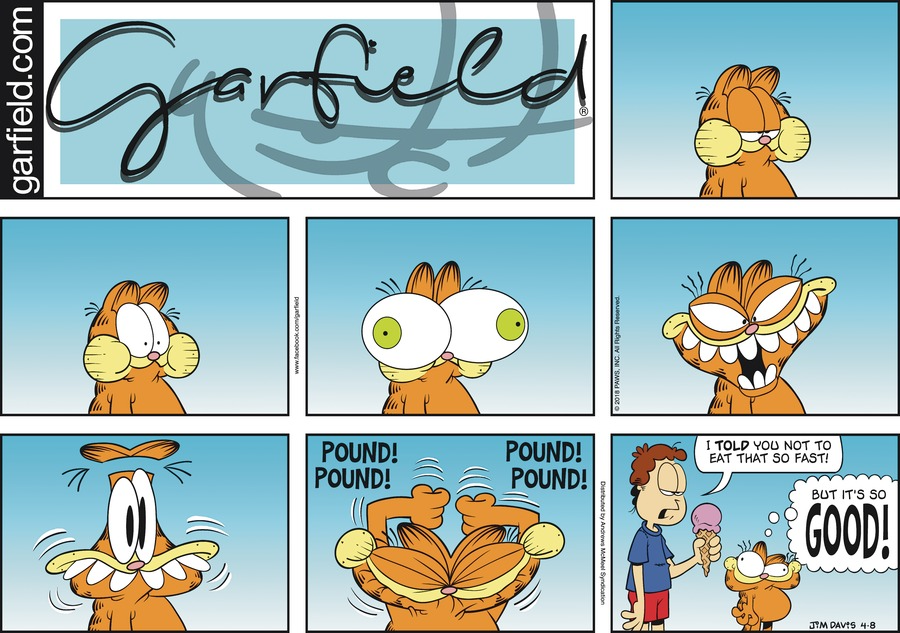 garfield.com
Garfield
®
www.facebook.com/garfield
© 2018 PAWS, INC. All Rights Reserved.
POUND!
POUND!
POUND!
POUND!
Distributed by Andrews McMeel Syndication
I TOLD YOU NOT TO
EAT THAT SO FAST!
BUT IT'S SO
GOOD!
JIM DAVIS 4-8